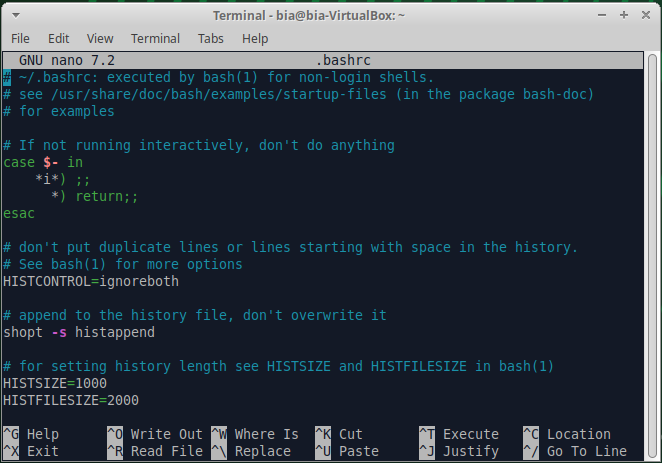 Terminal - bia@bia-VirtualBox: ~
File Edit View Terminal Tabs Help
GNU nano 7.2 .bashrc
# ~/.bashrc: executed by bash(1) for non-login shells.
# see /usr/share/doc/bash/examples/startup-files (in the package bash-doc)
# for examples

# If not running interactively, don't do anything
case $- in
    *i*) ;;
      *) return;;
esac

# don't put duplicate lines or lines starting with space in the history.
# See bash(1) for more options
HISTCONTROL=ignoreboth

# append to the history file, don't overwrite it
shopt -s histappend

# for setting history length see HISTSIZE and HISTFILESIZE in bash(1)
HISTSIZE=1000
HISTFILESIZE=2000

^G Help ^O Write Out ^W Where Is ^K Cut ^T Execute ^C Location
^X Exit ^R Read File ^\ Replace ^U Paste ^J Justify ^/ Go To Line